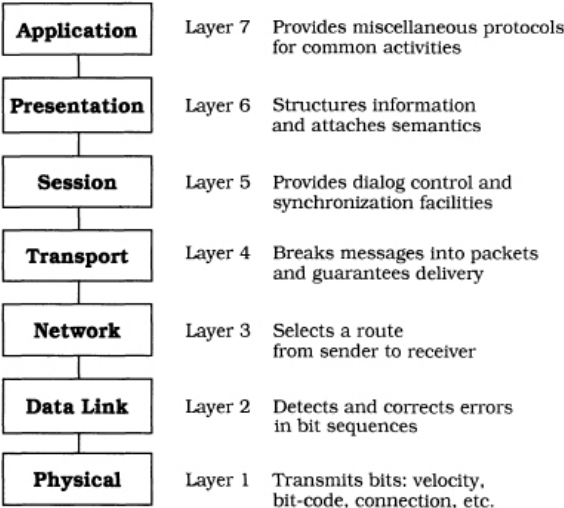 Application Layer 7 Provides miscellaneous protocols
for common activities
Presentation Layer 6 Structures information
and attaches semantics
Session Layer 5 Provides dialog control and
synchronization facilities
Transport Layer 4 Breaks messages into packets
and guarantees delivery
Network Layer 3 Selects a route
from sender to receiver
Data Link Layer 2 Detects and corrects errors
in bit sequences
Physical Layer 1 Transmits bits: velocity,
bit-code, connection, etc.